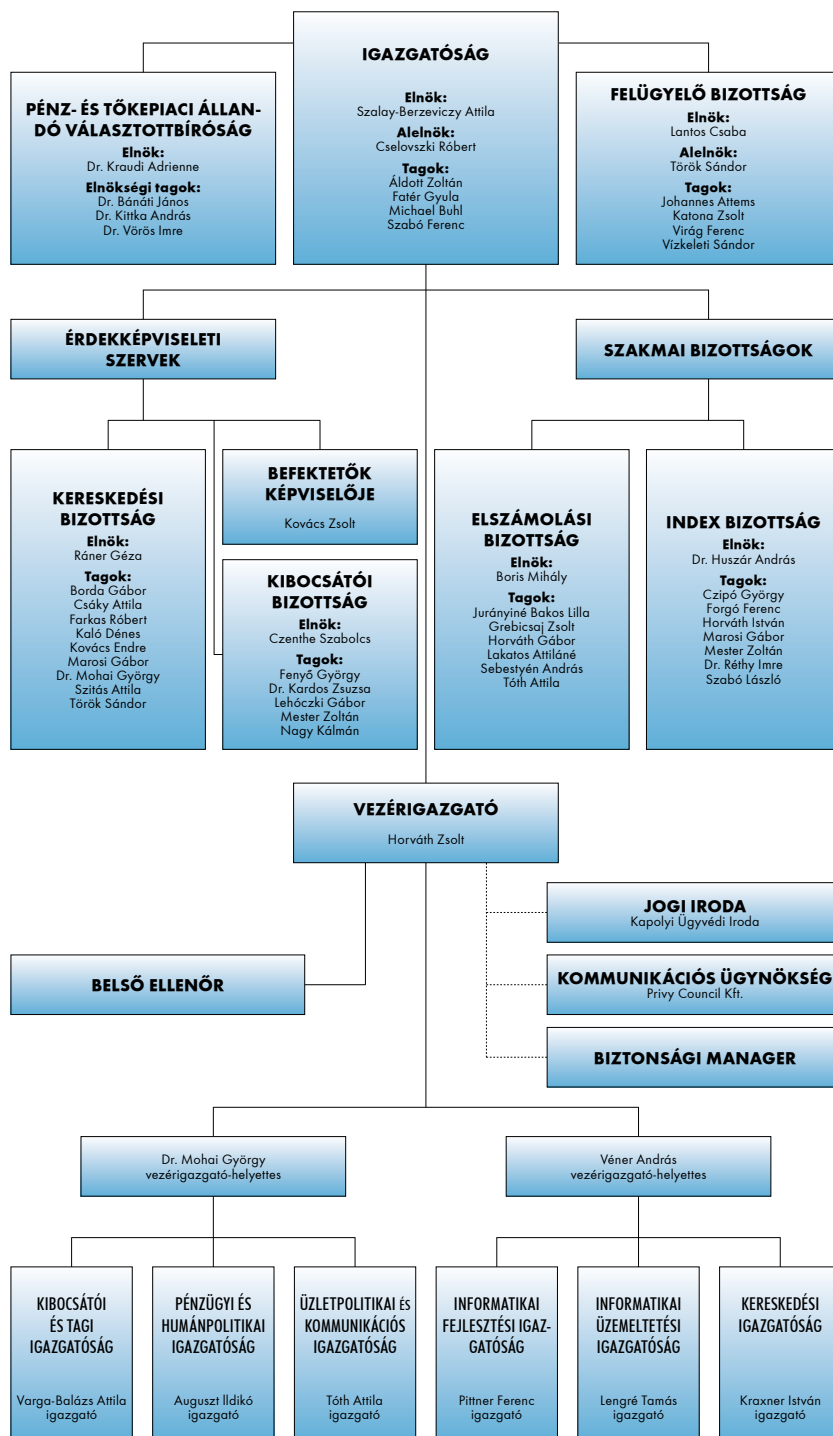 IGAZGATÓSÁG
Elnök:
Szalay-Berzeviczy Attila
Alelnök:
Cselovszki Róbert
Tagok:
Áldott Zoltán
Fatér Gyula
Michael Buhl
Szabó Ferenc
PÉNZ- ÉS TŐKEPIACI ÁLLAN-
DÓ VÁLASZTOTTBÍRÓSÁG
Elnök:
Dr. Kraudi Adrienne
Elnökségi tagok:
Dr. Bánáti János
Dr. Kittka András
Dr. Vörös Imre
FELÜGYELŐ BIZOTTSÁG
Elnök:
Lantos Csaba
Alelnök:
Török Sándor
Tagok:
Johannes Attems
Katona Zsolt
Virág Ferenc
Vízkeleti Sándor
ÉRDEKKÉPVISELETI
SZERVEK
SZAKMAI BIZOTTSÁGOK
KERESKEDÉSI
BIZOTTSÁG
Elnök:
Ráner Géza
Tagok:
Borda Gábor
Csáky Attila
Farkas Róbert
Kaló Dénes
Kovács Endre
Marosi Gábor
Dr. Mohai György
Szitás Attila
Török Sándor
BEFEKTETŐK
KÉPVISELŐJE
Kovács Zsolt
KIBOCSÁTÓI
BIZOTTSÁG
Elnök:
Czenthe Szabolcs
Tagok:
Fenyő György
Dr. Kardos Zsuzsa
Lehóczki Gábor
Mester Zoltán
Nagy Kálmán
ELSZÁMOLÁSI
BIZOTTSÁG
Elnök:
Boris Mihály
Tagok:
Jurányiné Bakos Lilla
Grebicsaj Zsolt
Horváth Gábor
Lakatos Attiláné
Sebestyén András
Tóth Attila
INDEX BIZOTTSÁG
Elnök:
Dr. Huszár András
Tagok:
Czipó György
Forgó Ferenc
Horváth István
Marosi Gábor
Mester Zoltán
Dr. Réthy Imre
Szabó László
VEZÉRIGAZGATÓ
Horváth Zsolt
JOGI IRODA
Kapolyi Ügyvédi Iroda
BELSŐ ELLENŐR
KOMMUNIKÁCIÓS ÜGYNÖKSÉG
Privy Council Kft.
BIZTONSÁGI MANAGER
Dr. Mohai György
vezérigazgató-helyettes
Véner András
vezérigazgató-helyettes
KIBOCSÁTÓI
ÉS TAGI
IGAZGATÓSÁG
Varga-Balázs Attila
igazgató
PÉNZÜGYI ÉS
HUMÁNPOLITIKAI
IGAZGATÓSÁG
Auguszt Ildikó
igazgató
ÜZLETPOLITIKAI ÉS
KOMMUNIKÁCIÓS
IGAZGATÓSÁG
Tóth Attila
igazgató
INFORMATIKAI
FEJLESZTÉSI IGAZ-
GATÓSÁG
Pittner Ferenc
igazgató
INFORMATIKAI
ÜZEMELTETÉSI
IGAZGATÓSÁG
Lengré Tamás
igazgató
KERESKEDÉSI
IGAZGATÓSÁG
Kraxner István
igazgató